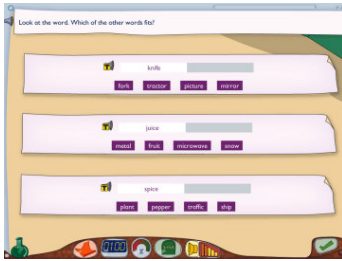 Look at the word. Which of the other words fits?
knife
fork tractor picture mirror
juice
metal fruit microwave snow
spice
plant pepper traffic ship